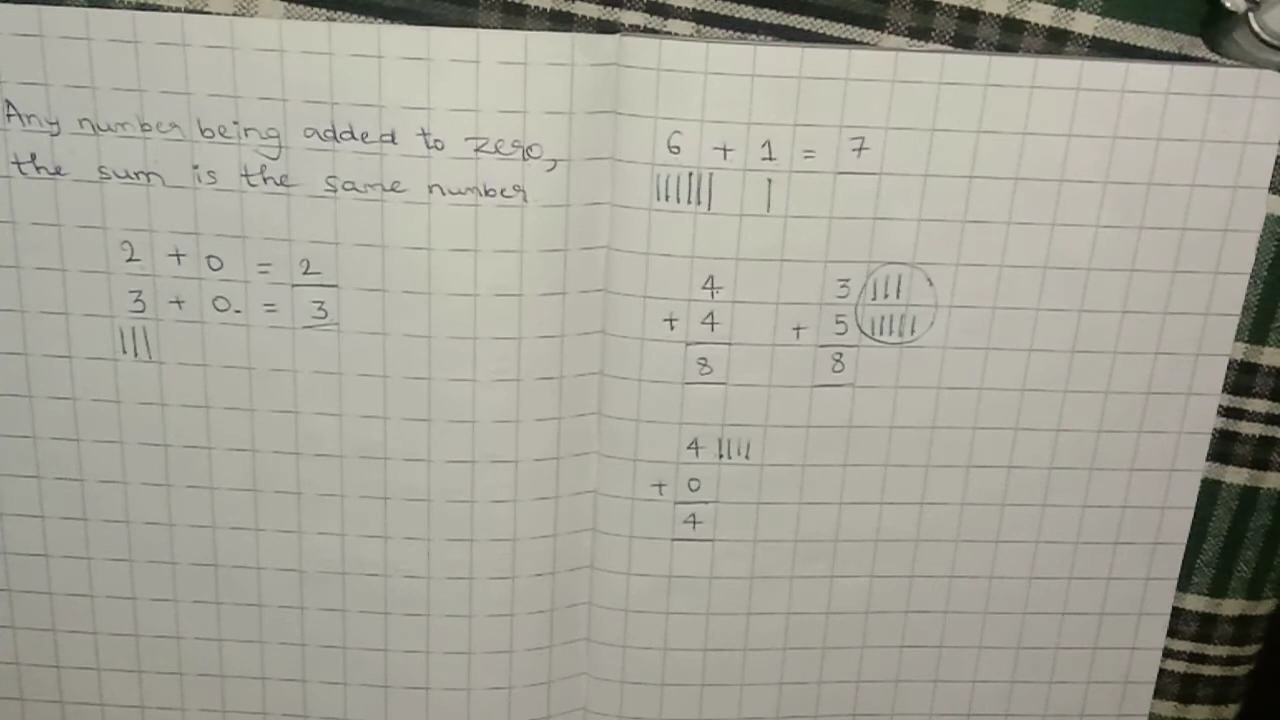 Any number being added to zero,
the sum is the same number
2 + 0 = 2
3 + 0. = 3
|||
6 + 1 = 7
|||||| |
4
+ 4
8
3 |||
+ 5 |||||
8
4 ||||
+ 0
4